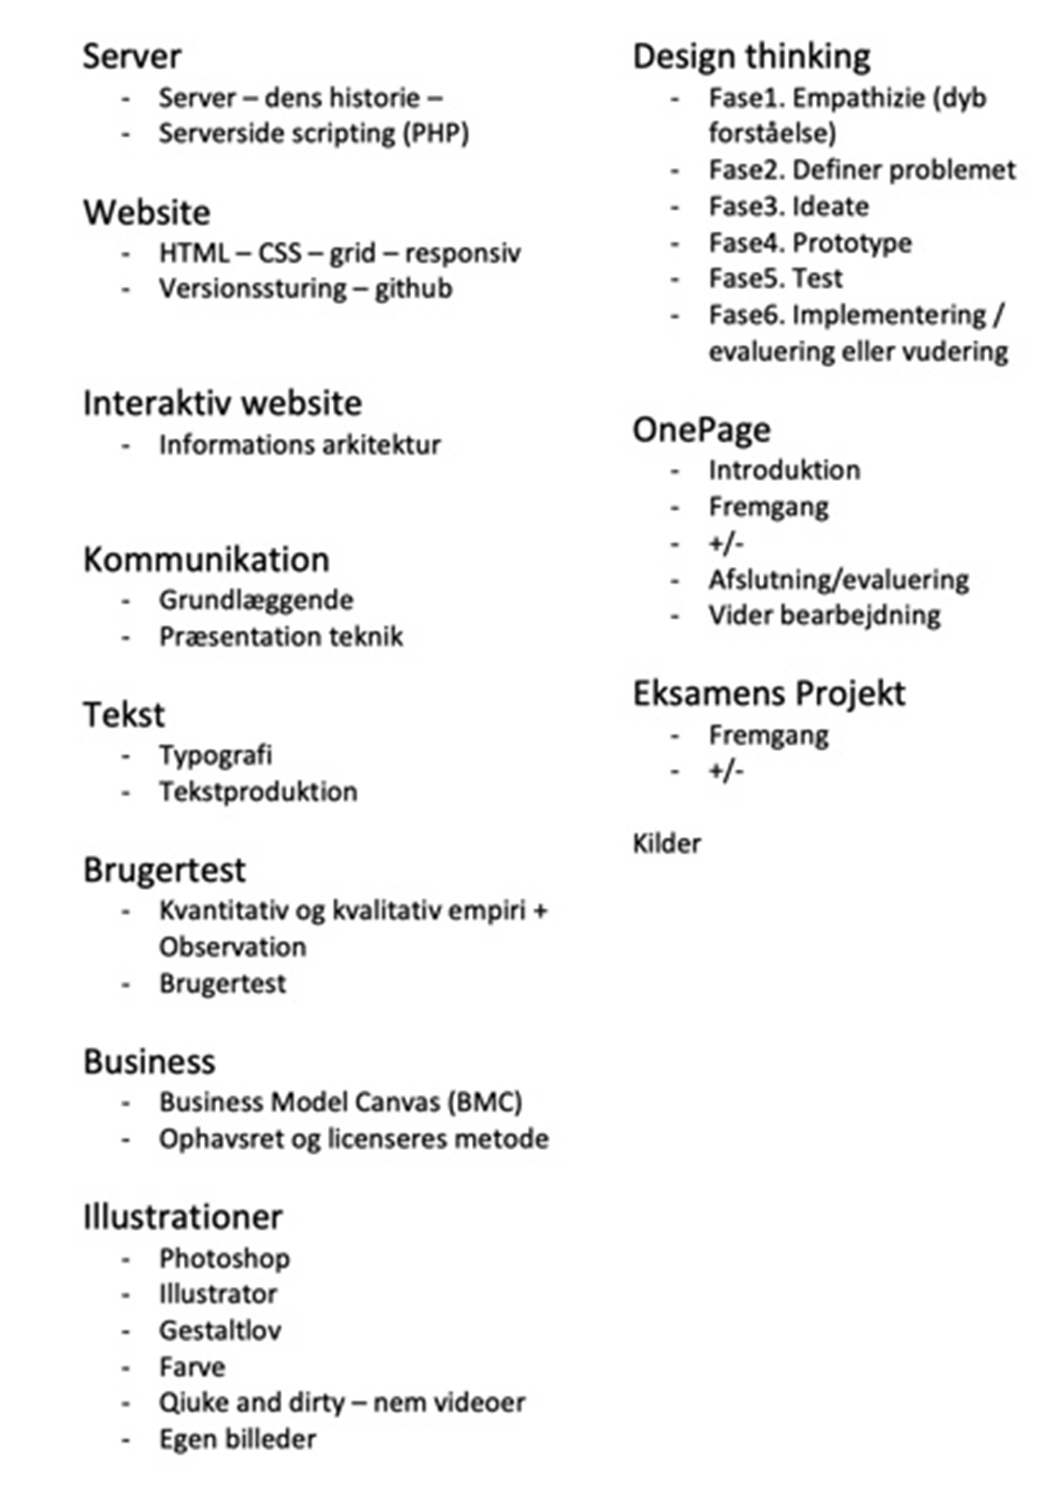 Server
- Server – dens historie –
- Serverside scripting (PHP)
Website
- HTML – CSS – grid – responsiv
- Versionssturing – github
Interaktiv website
- Informations arkitektur
Kommunikation
- Grundlæggende
- Præsentation teknik
Tekst
- Typografi
- Tekstproduktion
Brugertest
- Kvantitativ og kvalitativ empiri +
Observation
- Brugertest
Business
- Business Model Canvas (BMC)
- Ophavsret og licenseres metode
Illustrationer
- Photoshop
- Illustrator
- Gestaltlov
- Farve
- Qiuke and dirty – nem videoer
- Egen billeder
Design thinking
- Fase1. Empathizie (dyb
forståelse)
- Fase2. Definer problemet
- Fase3. Ideate
- Fase4. Prototype
- Fase5. Test
- Fase6. Implementering /
evaluering eller vudering
OnePage
- Introduktion
- Fremgang
- +/-
- Afslutning/evaluering
- Vider bearbejdning
Eksamens Projekt
- Fremgang
- +/-
Kilder